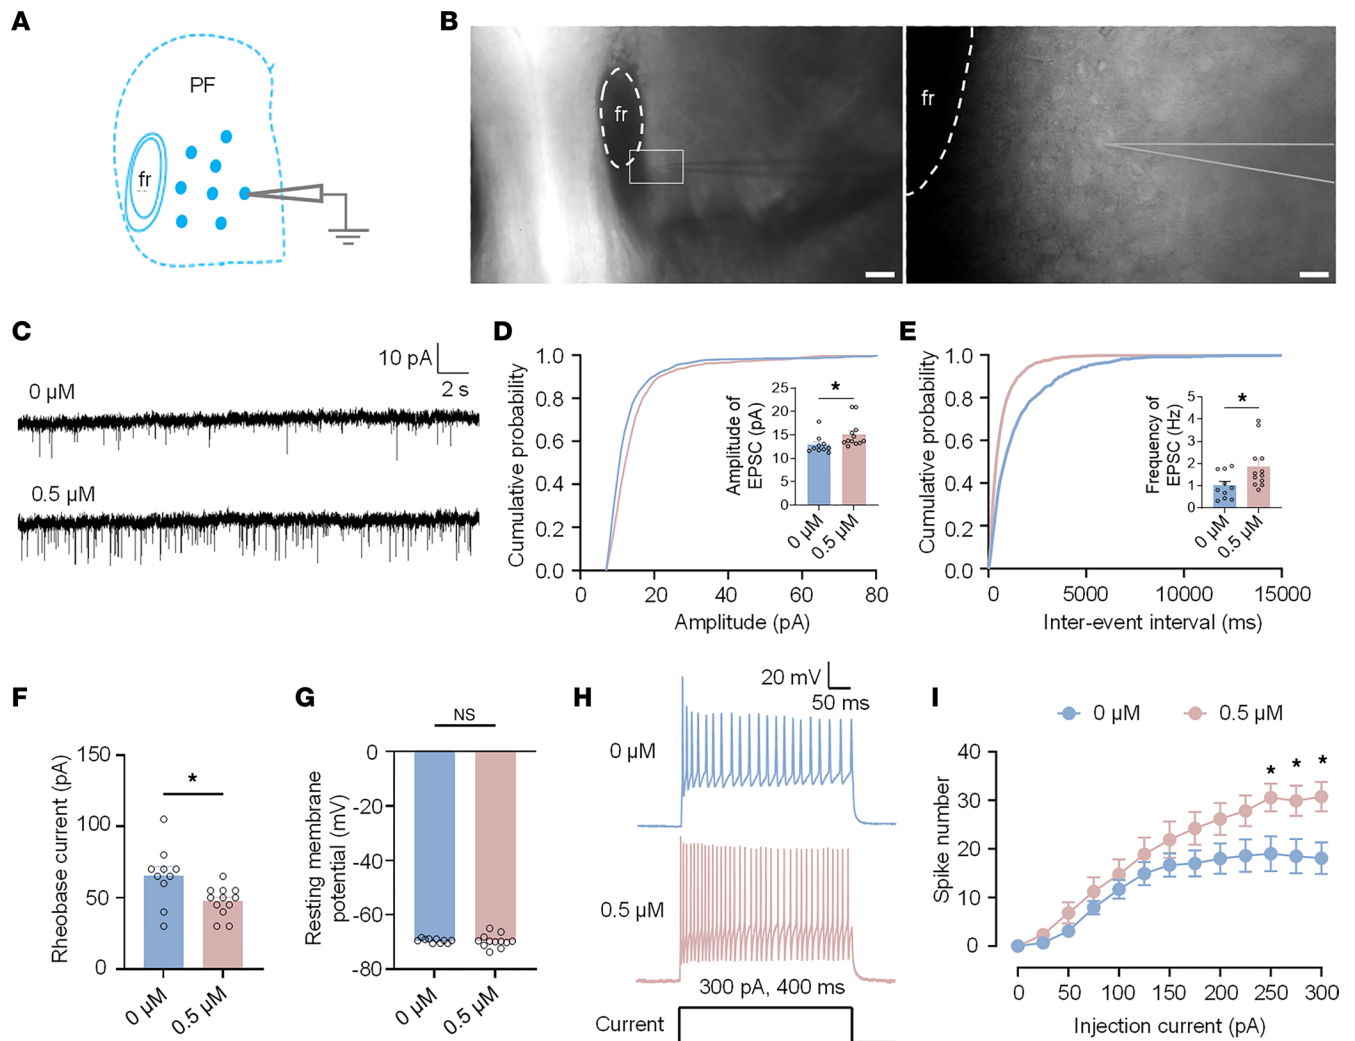 A
PF
fr
B
fr
fr
C
10 pA
2 s
0 µM
0.5 µM
D
Cumulative probability
1.0
0.8
0.6
0.4
0.2
0.0
0
20
40
60
80
Amplitude (pA)
Amplitude of
EPSC (pA)
25
20
15
10
5
0
*
0 µM
0.5 µM
E
Cumulative probability
1.0
0.8
0.6
0.4
0.2
0.0
0
5000
10000
15000
Inter-event interval (ms)
Frequency of
EPSC (Hz)
5
4
3
2
1
0
*
0 µM
0.5 µM
F
Rheobase current (pA)
150
100
50
0
*
0 µM
0.5 µM
G
Resting membrane
potential (mV)
0
-20
-40
-60
-80
NS
0 µM
0.5 µM
H
20 mV
50 ms
0 µM
0.5 µM
300 pA, 400 ms
Current
I
0 µM
0.5 µM
Spike number
40
30
20
10
0
* * *
0
50
100
150
200
250
300
Injection current (pA)